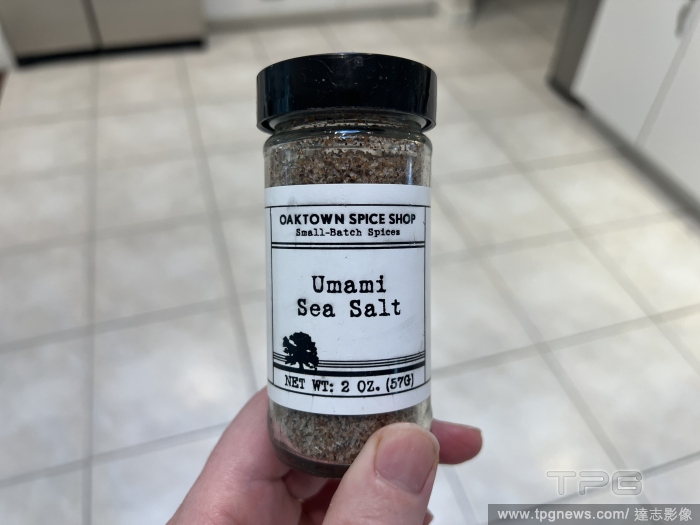 OAKTOWN SPICE SHOP
Small-Batch Spices
Umami
Sea Salt
NET WT: 2 OZ. (57G)
TPG
www.tpgnews.com/ 達志影像